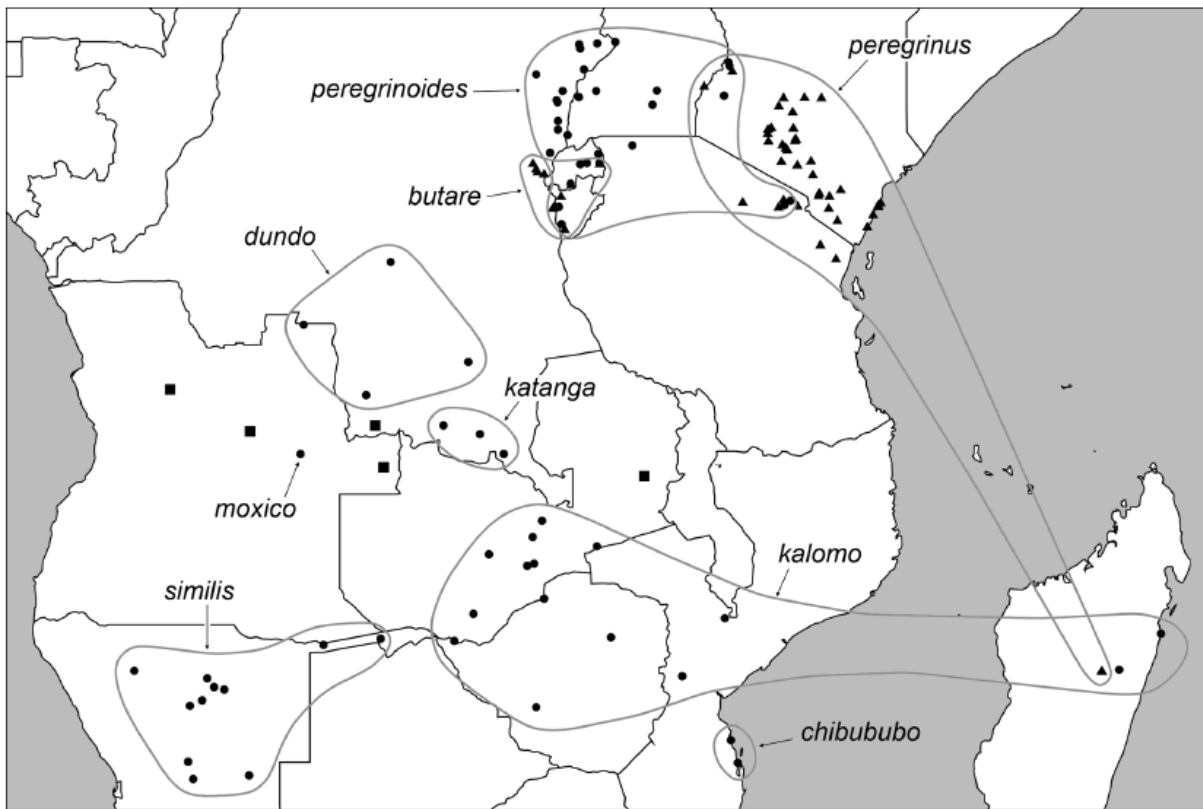 peregrinus
peregrinoides
butare
dundo
katanga
moxico
kalomo
similis
chibububo